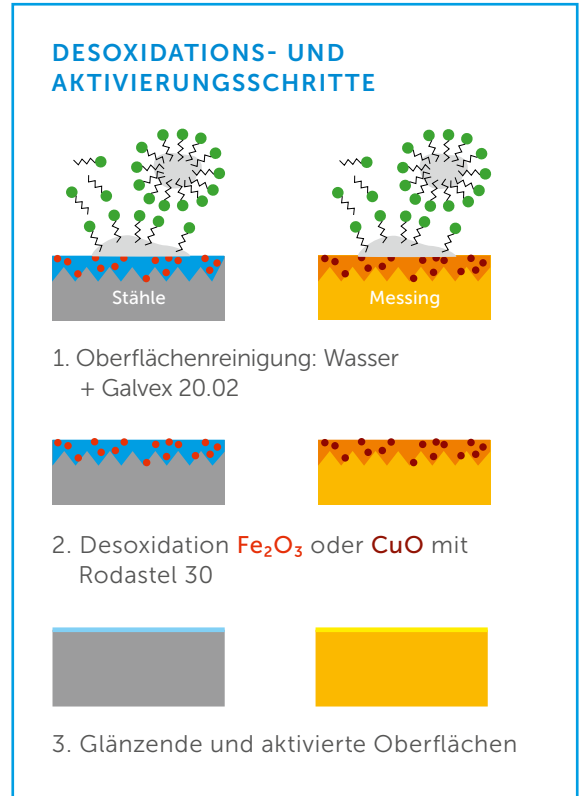 DESOXIDATIONS- UND
AKTIVIERUNGSSCHRITTE
Stähle
Messing
1. Oberflächenreinigung: Wasser
+ Galvex 20.02
2. Desoxidation Fe₂O₃ oder CuO mit
Rodastel 30
3. Glänzende und aktivierte Oberflächen